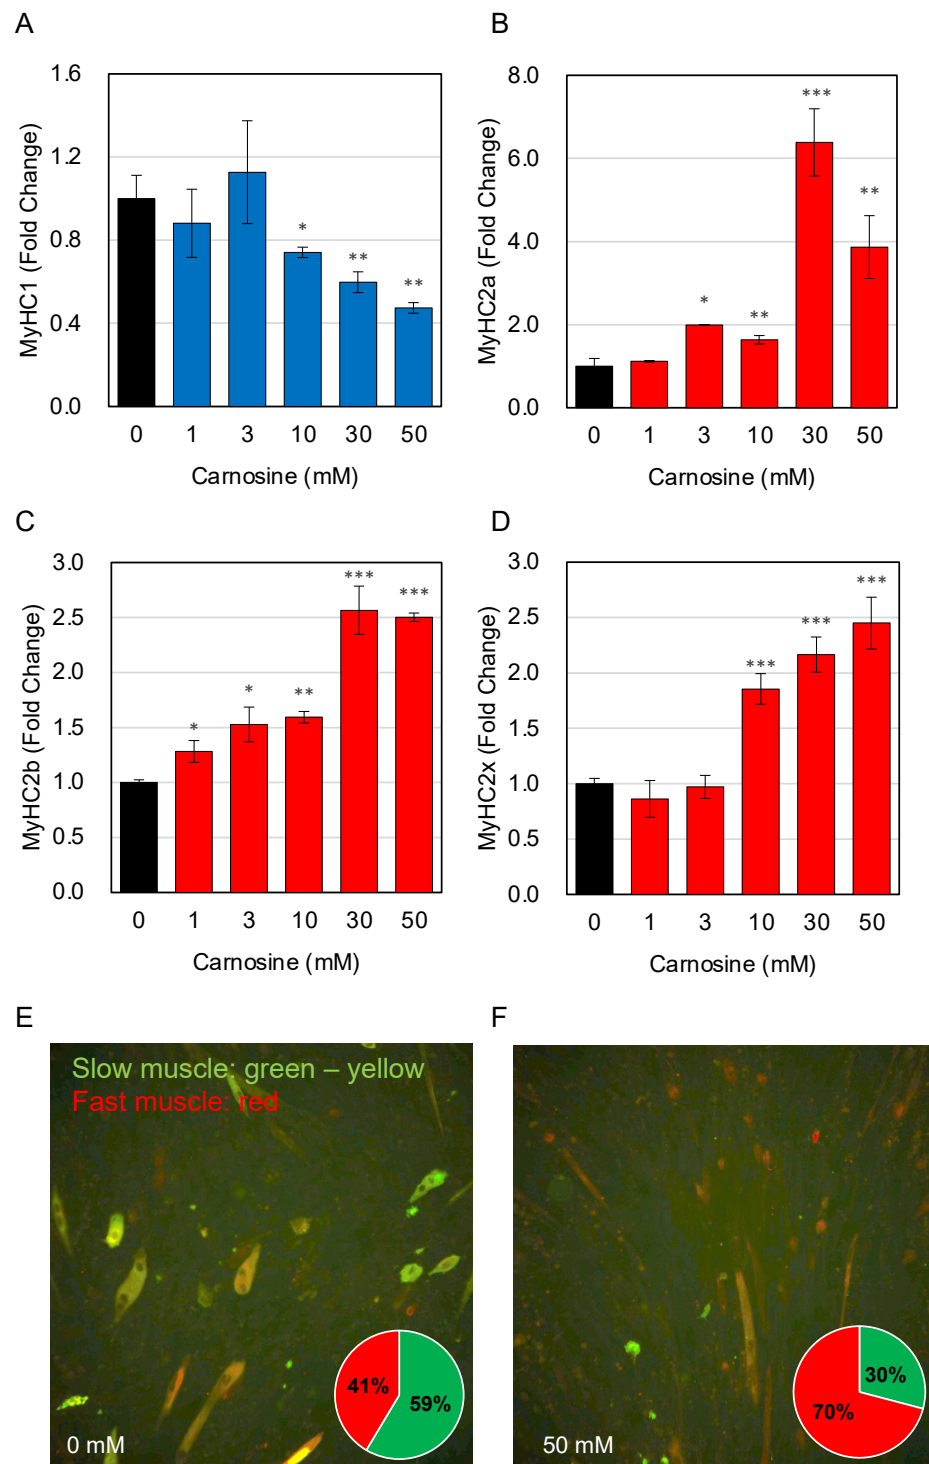 A
MyHC1 (Fold Change)
1.6
1.2
0.8
0.4
0.0
*
**
**
0 1 3 10 30 50
Carnosine (mM)
B
MyHC2a (Fold Change)
8.0
6.0
4.0
2.0
0.0
*
**
***
**
0 1 3 10 30 50
Carnosine (mM)
C
MyHC2b (Fold Change)
3.0
2.5
2.0
1.5
1.0
0.5
0.0
*
*
**
***
***
0 1 3 10 30 50
Carnosine (mM)
D
MyHC2x (Fold Change)
3.0
2.5
2.0
1.5
1.0
0.5
0.0
***
***
***
0 1 3 10 30 50
Carnosine (mM)
E
Slow muscle: green – yellow
Fast muscle: red
41%
59%
0 mM
F
30%
70%
50 mM